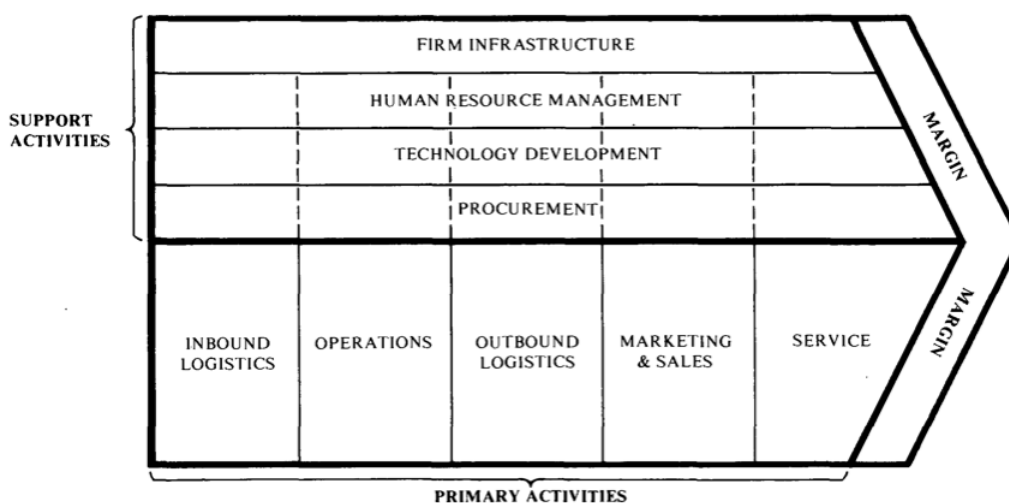 FIRM INFRASTRUCTURE
HUMAN RESOURCE MANAGEMENT
SUPPORT
ACTIVITIES
TECHNOLOGY DEVELOPMENT
PROCUREMENT
MARGIN
INBOUND
LOGISTICS
OPERATIONS
OUTBOUND
LOGISTICS
MARKETING
& SALES
SERVICE
MARGIN
PRIMARY ACTIVITIES